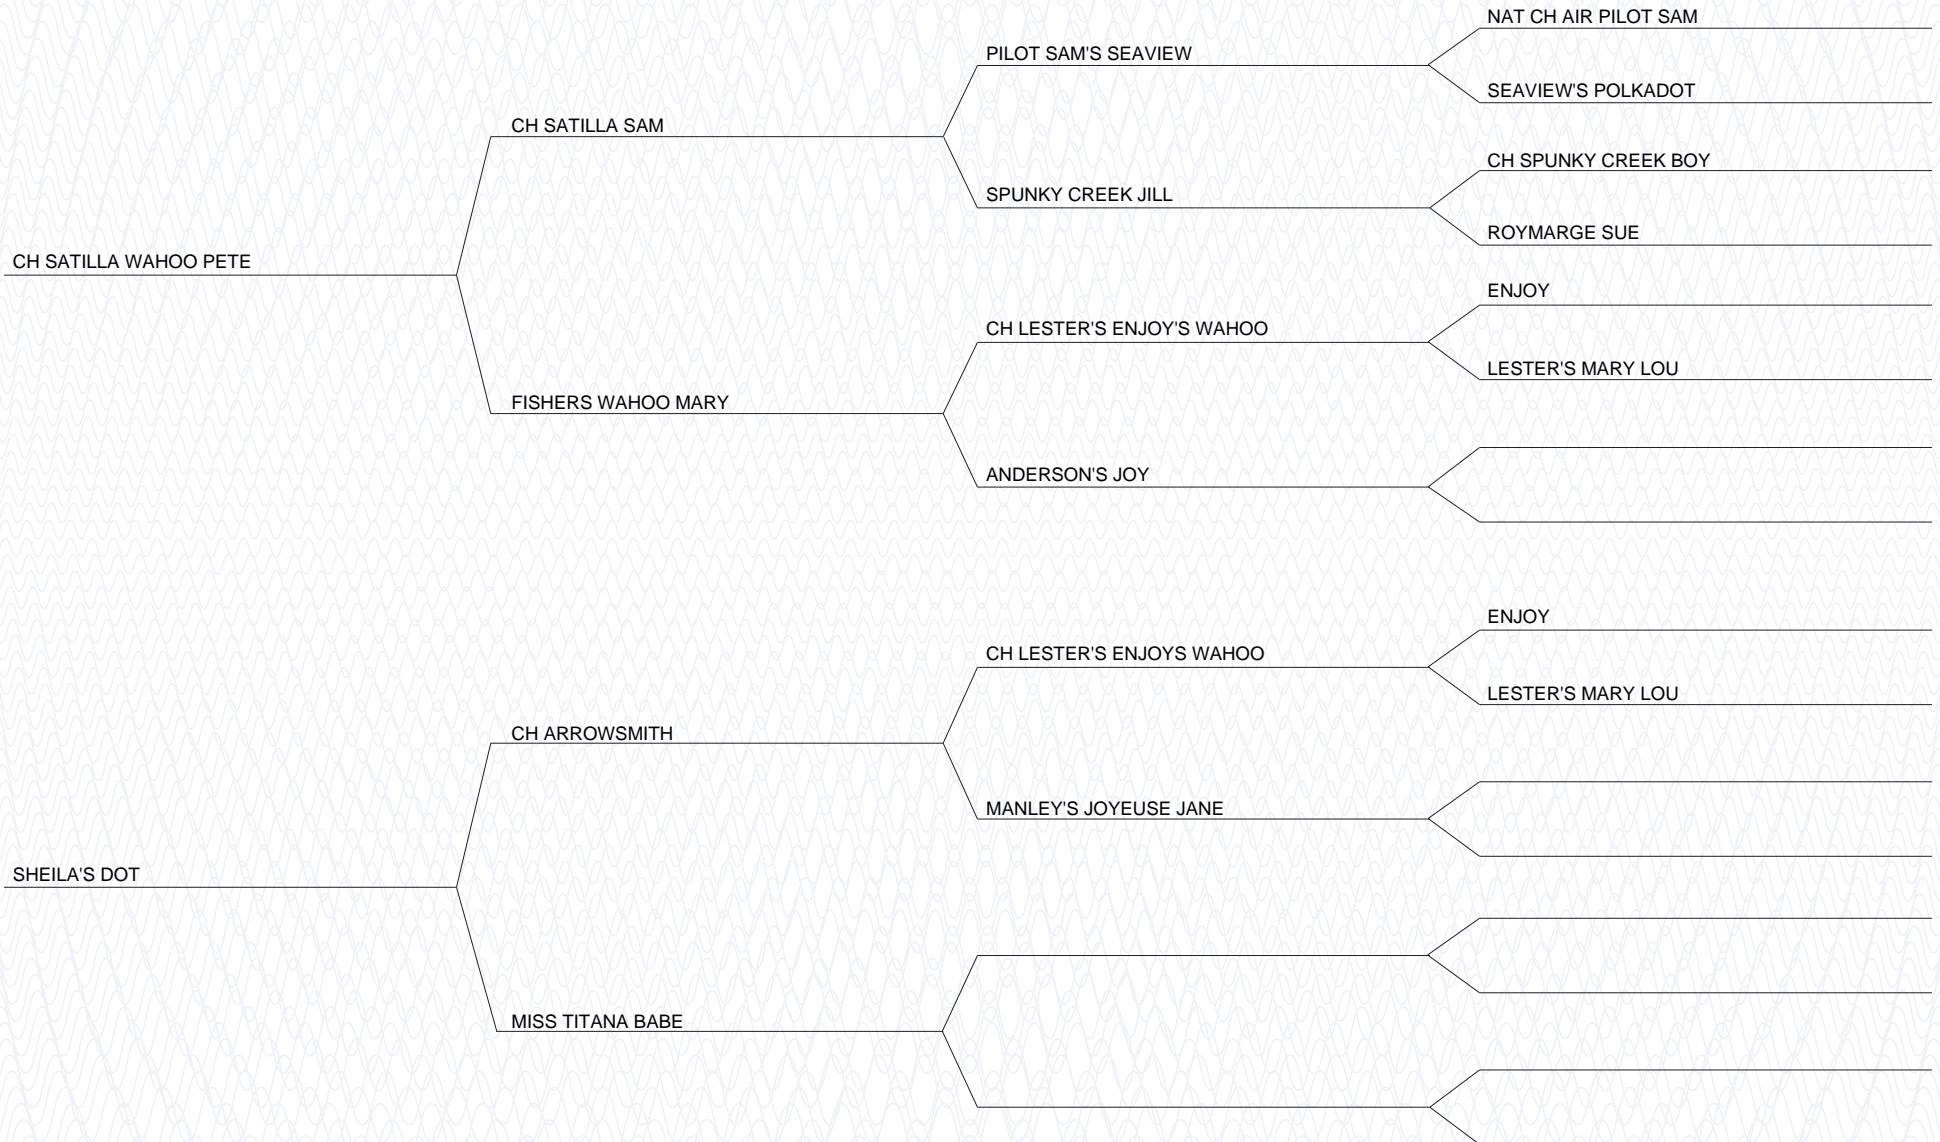 NAT CH AIR PILOT SAM
PILOT SAM'S SEAVIEW
SEAVIEW'S POLKADOT
CH SATILLA SAM
CH SPUNKY CREEK BOY
SPUNKY CREEK JILL
ROYMARGE SUE
CH SATILLA WAHOO PETE
ENJOY
CH LESTER'S ENJOY'S WAHOO
LESTER'S MARY LOU
FISHERS WAHOO MARY
ANDERSON'S JOY
ENJOY
CH LESTER'S ENJOYS WAHOO
LESTER'S MARY LOU
CH ARROWSMITH
MANLEY'S JOYEUSE JANE
SHEILA'S DOT
MISS TITANA BABE